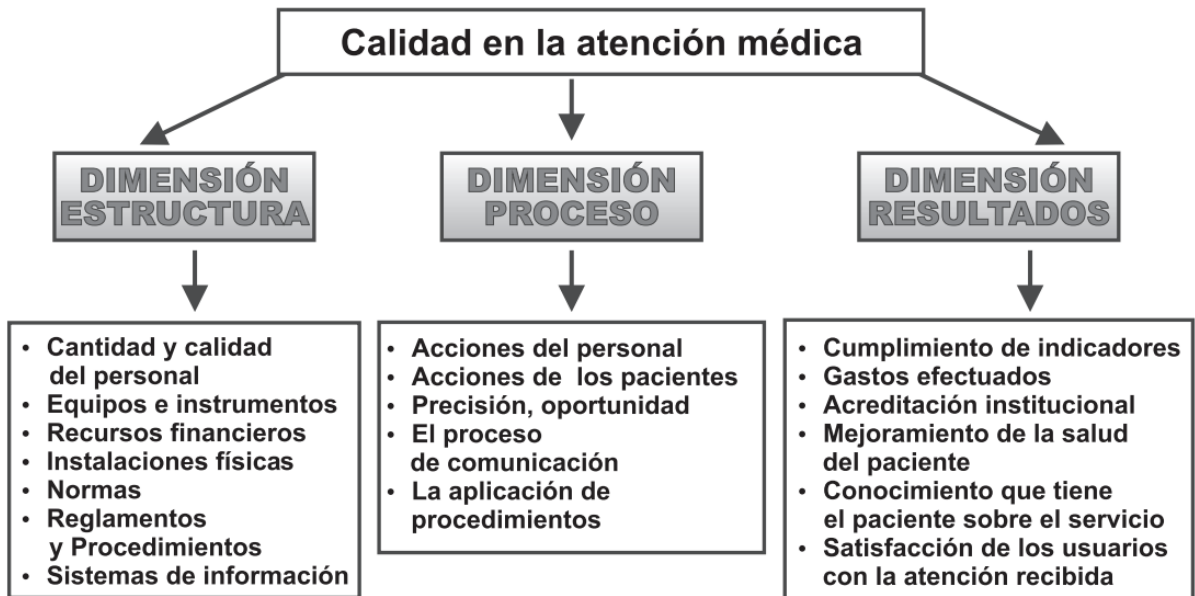 Calidad en la atención médica
DIMENSIÓN
ESTRUCTURA
DIMENSIÓN
PROCESO
DIMENSIÓN
RESULTADOS
• Cantidad y calidad
del personal
• Equipos e instrumentos
• Recursos financieros
• Instalaciones físicas
• Normas
• Reglamentos
y Procedimientos
• Sistemas de información
• Acciones del personal
• Acciones de los pacientes
• Precisión, oportunidad
• El proceso
de comunicación
• La aplicación de
procedimientos
• Cumplimiento de indicadores
• Gastos efectuados
• Acreditación institucional
• Mejoramiento de la salud
del paciente
• Conocimiento que tiene
el paciente sobre el servicio
• Satisfacción de los usuarios
con la atención recibida